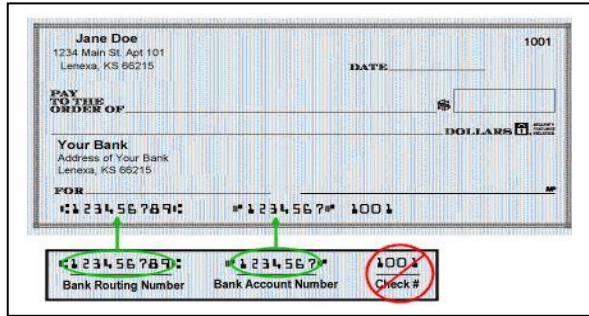 Jane Doe
1234 Main St. Apt 101
Lenexa, KS 66215
1001
DATE
PAY
TO THE
ORDER OF
$
DOLLARS
Your Bank
Address of Your Bank
Lenexa, KS 66215
FOR
MP
⑆123456789⑆ ⑈1234567⑈ 1001
⑆123456789⑆ ⑈1234567⑈ 1001
Bank Routing Number Bank Account Number Check #